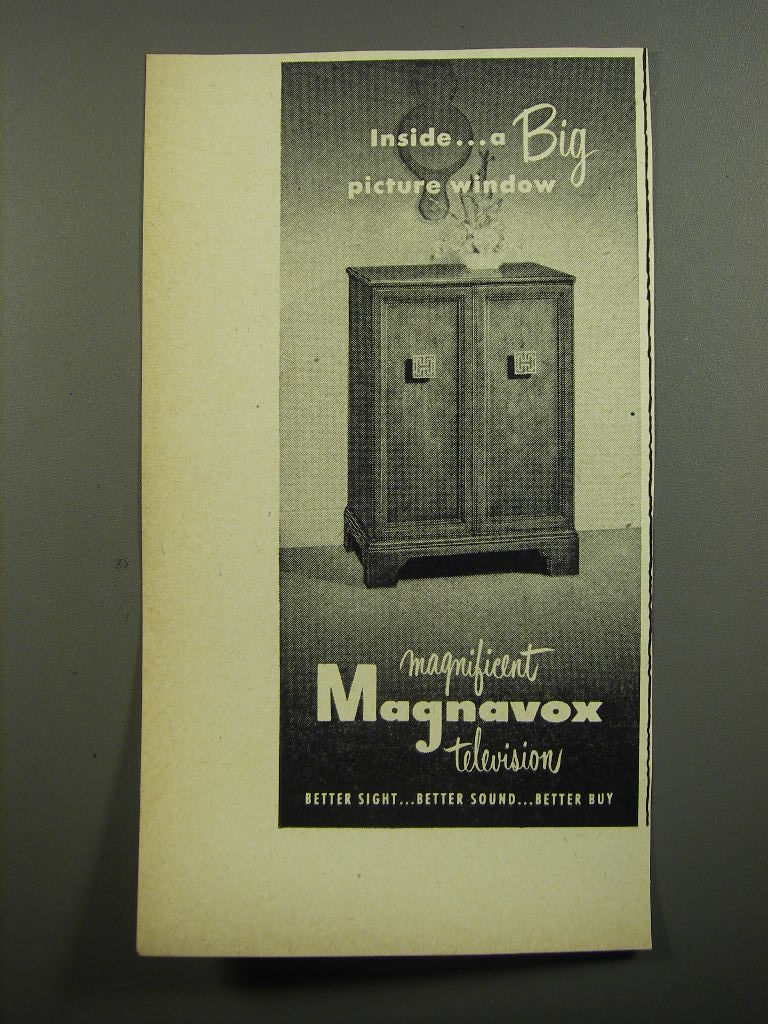 Inside...a Big
picture window
magnificent
Magnavox
television
BETTER SIGHT...BETTER SOUND...BETTER BUY